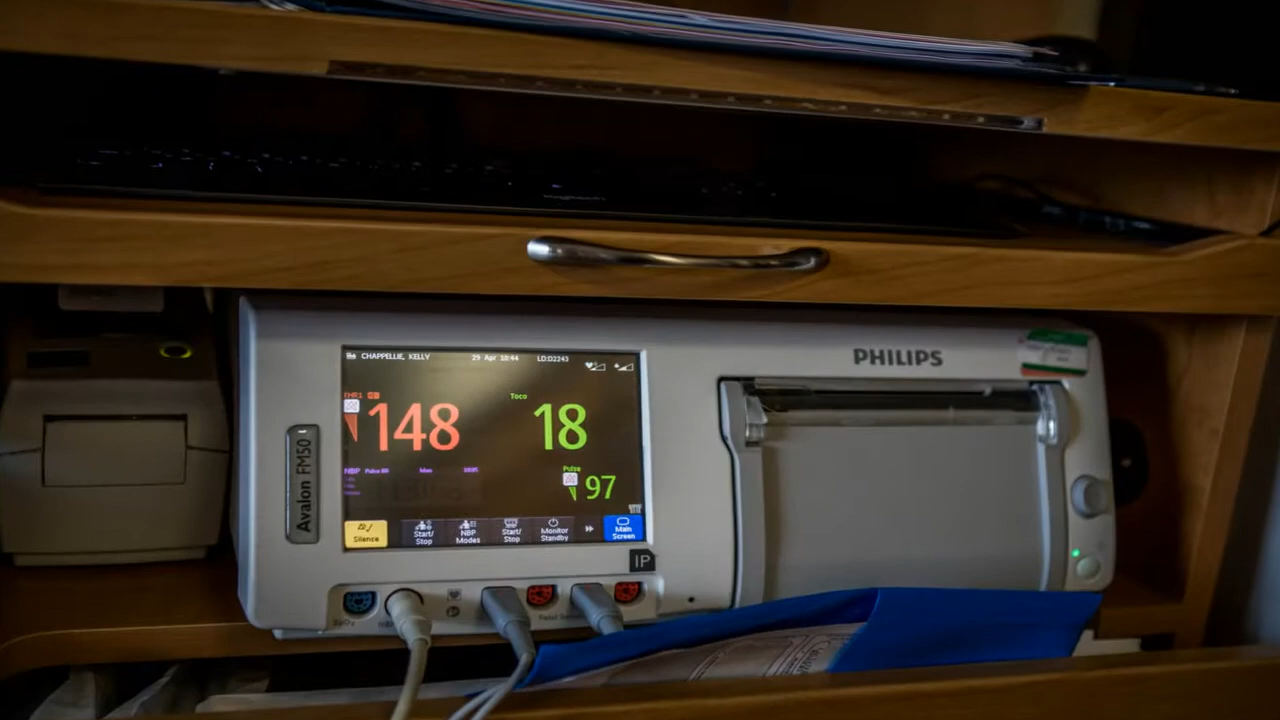 PHILIPS
CHAPPELLIE, KELLY 29 Apr 10:44 LD:D2243
FHR1 Toco
148 18
NBP Pulse
97
Silence Start/ Stop NBP Modes Start/ Stop Monitor Standby Main Screen
Avalon FM50
IP
SpO₂